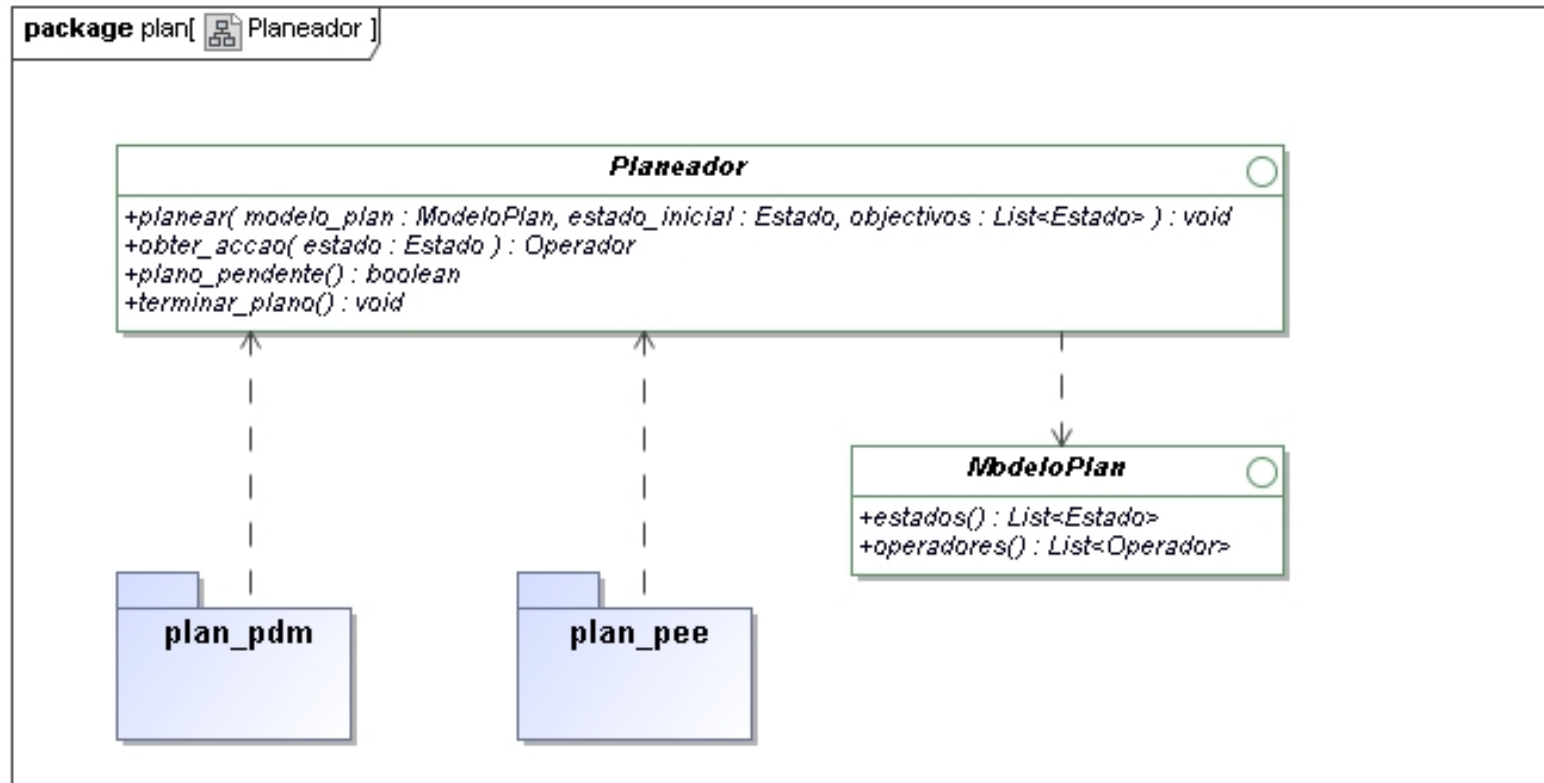 package plan[ Planeador ]
Planeador
+planear( modelo_plan : ModeloPlan, estado_inicial : Estado, objectivos : List<Estado> ) : void
+obter_accao( estado : Estado ) : Operador
+plano_pendente() : boolean
+terminar_plano() : void
ModeloPlan
+estados() : List<Estado>
+operadores() : List<Operador>
plan_pdm
plan_pee